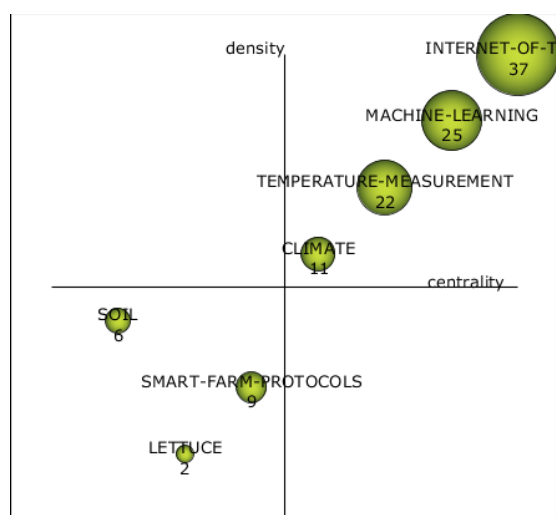 density
INTERNET-OF-T
37
MACHINE-LEARNING
25
TEMPERATURE-MEASUREMENT
22
CLIMATE
11
centrality
SOIL
6
SMART-FARM-PROTOCOLS
9
LETTUCE
2